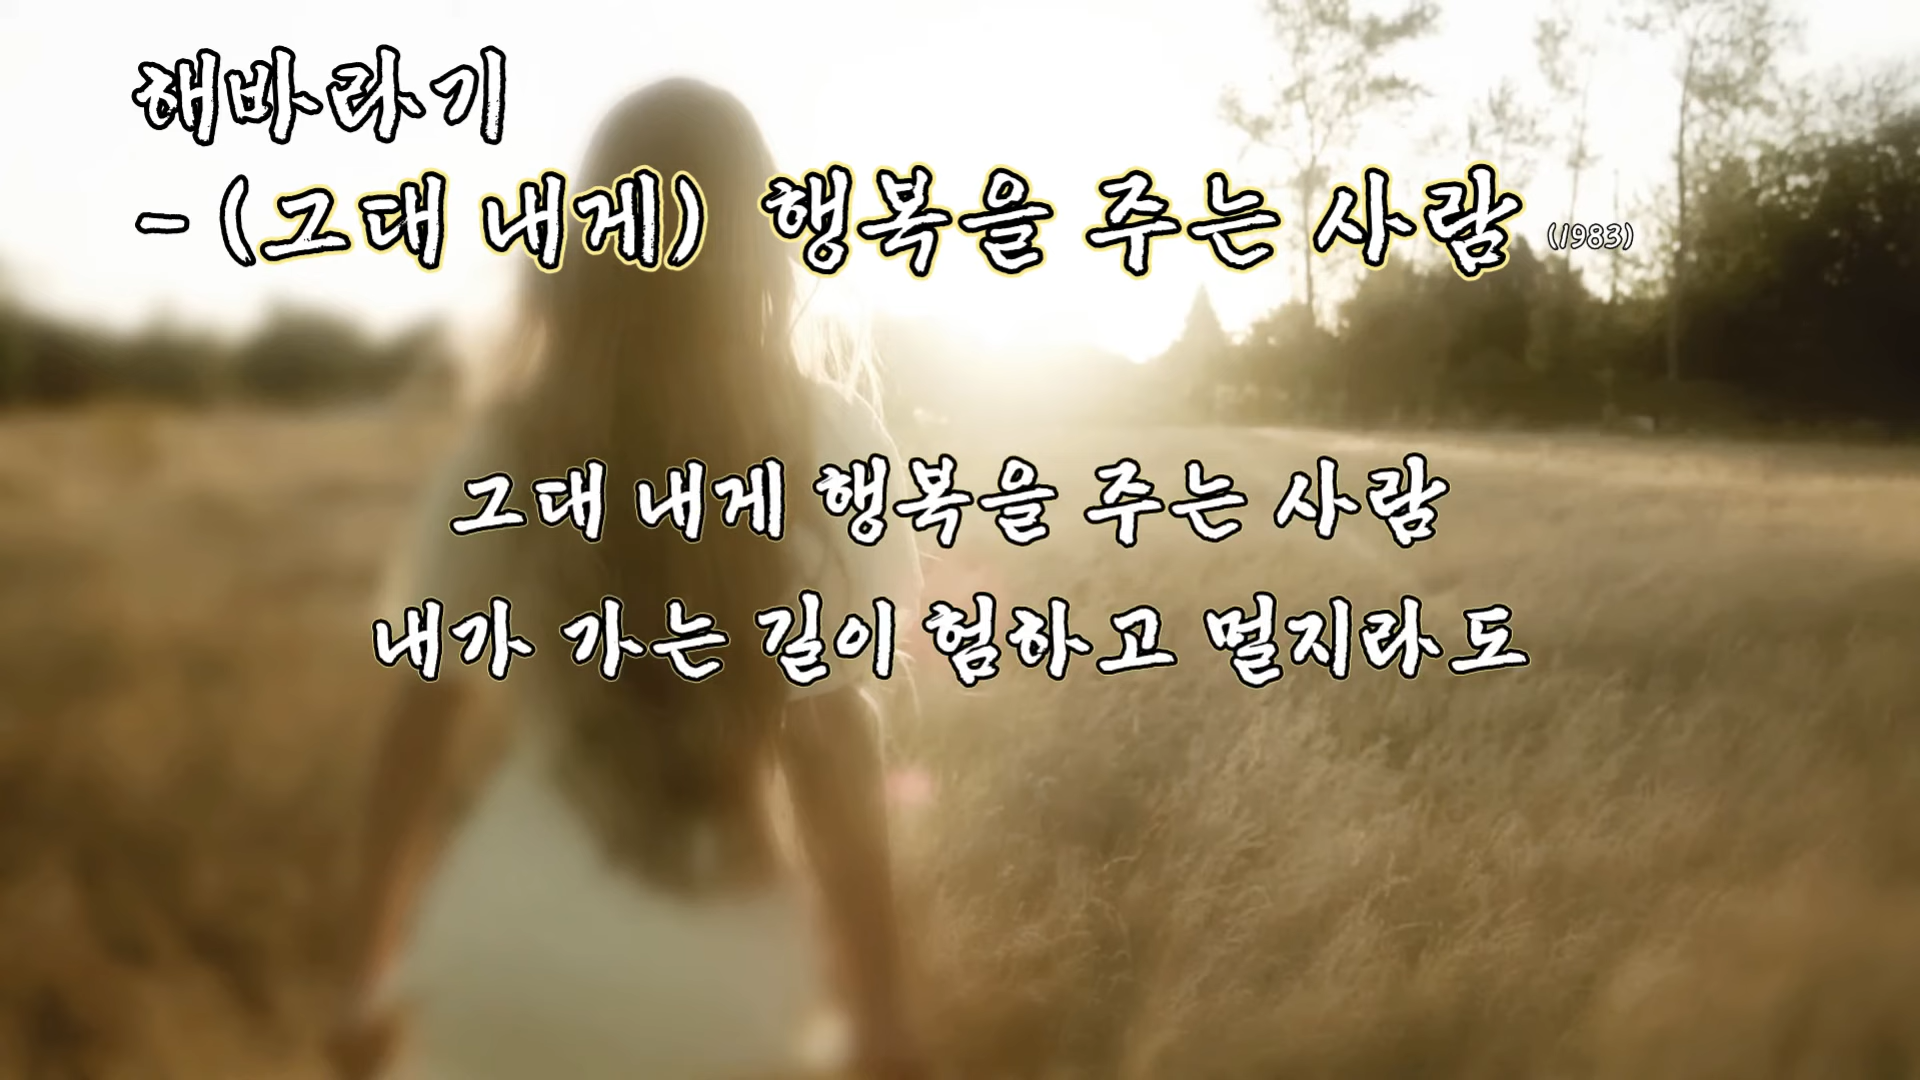 해바라기
- (그대 내게) 행복을 주는 사람 (1983)
그대 내게 행복을 주는 사람
내가 가는 길이 험하고 멀지라도